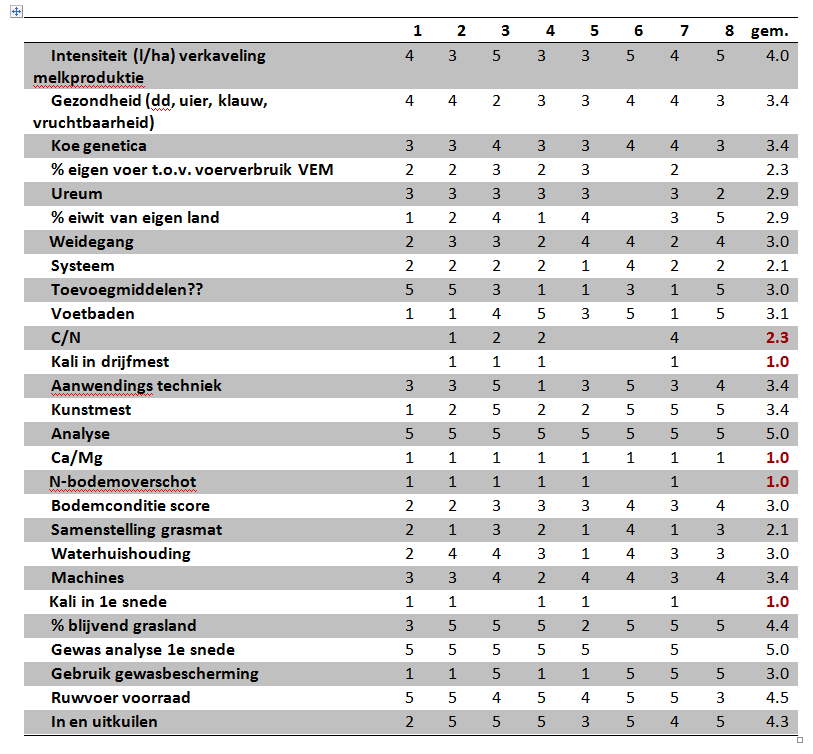 1 2 3 4 5 6 7 8 gem.
Intensiteit (l/ha) verkaveling 4 3 5 3 3 5 4 5 4.0
melkproduktie
Gezondheid (dd, uier, klauw, 4 4 2 3 3 4 4 3 3.4
vruchtbaarheid)
Koe genetica 3 3 4 3 3 4 4 3 3.4
% eigen voer t.o.v. voerverbruik VEM 2 2 3 2 3 2 2.3
Ureum 3 3 3 3 3 3 2 2.9
% eiwit van eigen land 1 2 4 1 4 3 5 2.9
Weidegang 2 3 3 2 4 4 2 4 3.0
Systeem 2 2 2 2 1 4 2 2 2.1
Toevoegmiddelen?? 5 5 3 1 1 3 1 5 3.0
Voetbaden 1 1 4 5 3 5 1 5 3.1
C/N 1 2 2 4 2.3
Kali in drijfmest 1 1 1 1 1.0
Aanwendings techniek 3 3 5 1 3 5 3 4 3.4
Kunstmest 1 2 5 2 2 5 5 5 3.4
Analyse 5 5 5 5 5 5 5 5 5.0
Ca/Mg 1 1 1 1 1 1 1 1 1.0
N-bodemoverschot 1 1 1 1 1 1 1.0
Bodemconditie score 2 2 3 3 3 4 3 4 3.0
Samenstelling grasmat 2 1 3 2 1 4 1 3 2.1
Waterhuishouding 2 4 4 3 1 4 3 3 3.0
Machines 3 3 4 2 4 4 3 4 3.4
Kali in 1e snede 1 1 1 1 1 1.0
% blijvend grasland 3 5 5 5 2 5 5 5 4.4
Gewas analyse 1e snede 5 5 5 5 5 5 5.0
Gebruik gewasbescherming 1 1 5 1 1 5 5 5 3.0
Ruwvoer voorraad 5 5 4 5 4 5 5 3 4.5
In en uitkuilen 2 5 5 5 3 5 4 5 4.3